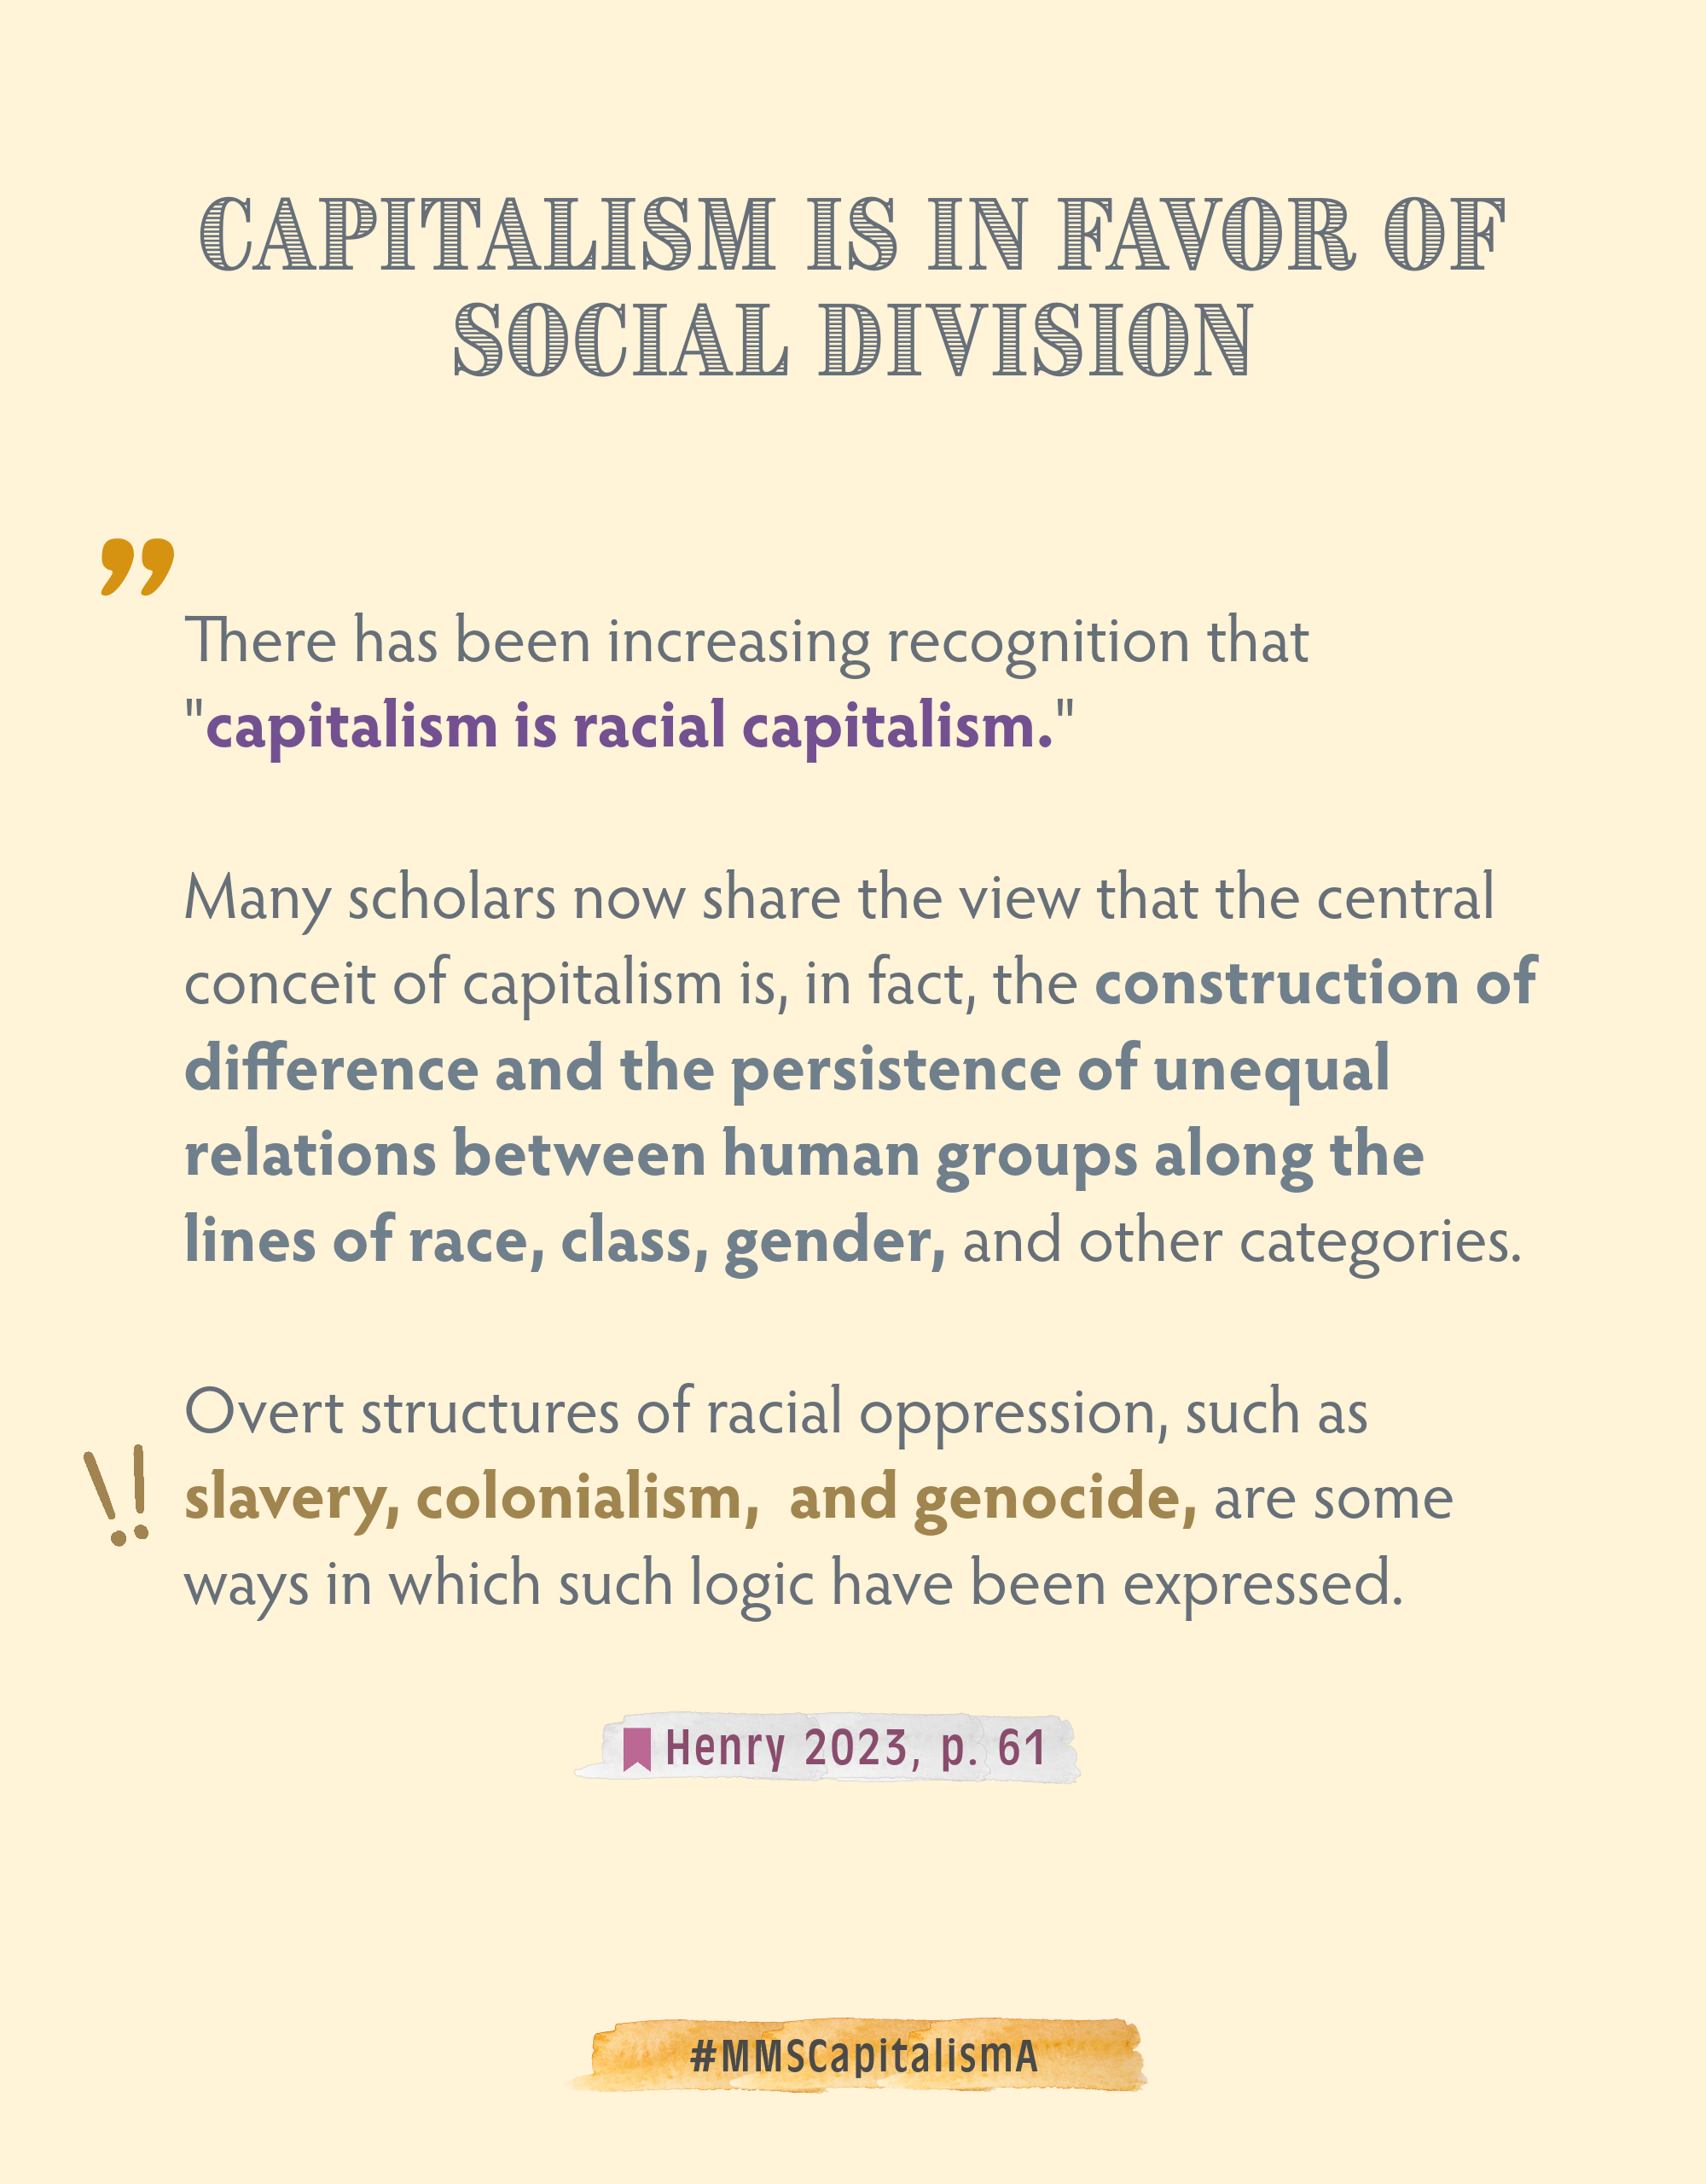 CAPITALISM IS IN FAVOR OF
SOCIAL DIVISION
”
There has been increasing recognition that
"capitalism is racial capitalism."
Many scholars now share the view that the central
conceit of capitalism is, in fact, the construction of
difference and the persistence of unequal
relations between human groups along the
lines of race, class, gender, and other categories.
Overt structures of racial oppression, such as
!! slavery, colonialism,  and genocide, are some
ways in which such logic have been expressed.
Henry 2023, p. 61
#MMSCapitalismA